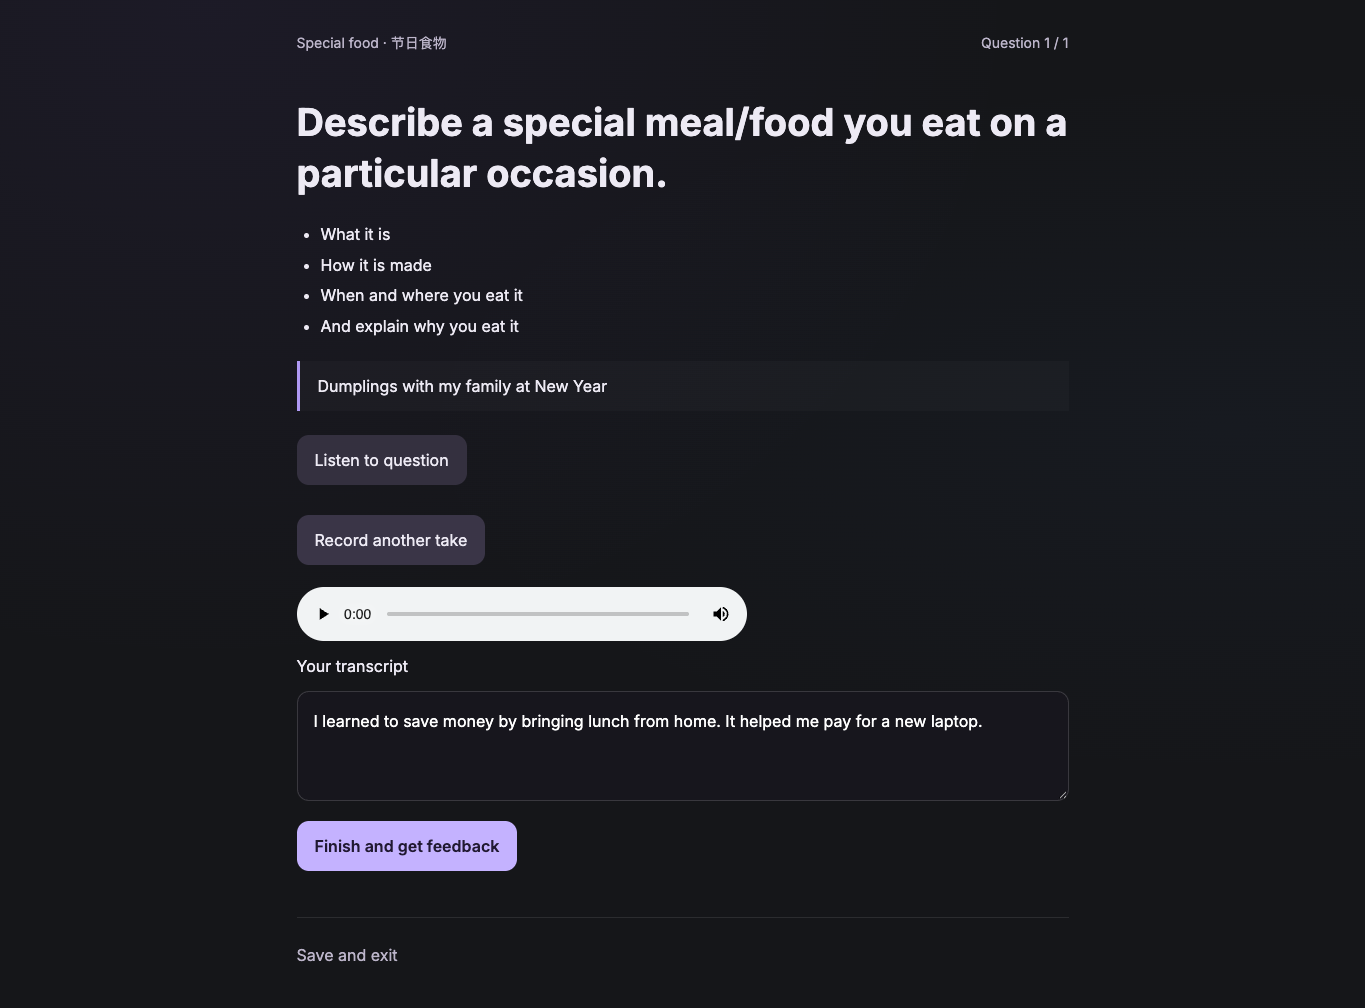 Special food · 节日食物
Question 1 / 1
Describe a special meal/food you eat on a
particular occasion.
• What it is
• How it is made
• When and where you eat it
• And explain why you eat it
Dumplings with my family at New Year
Listen to question
Record another take
0:00
Your transcript
I learned to save money by bringing lunch from home. It helped me pay for a new laptop.
Finish and get feedback
Save and exit